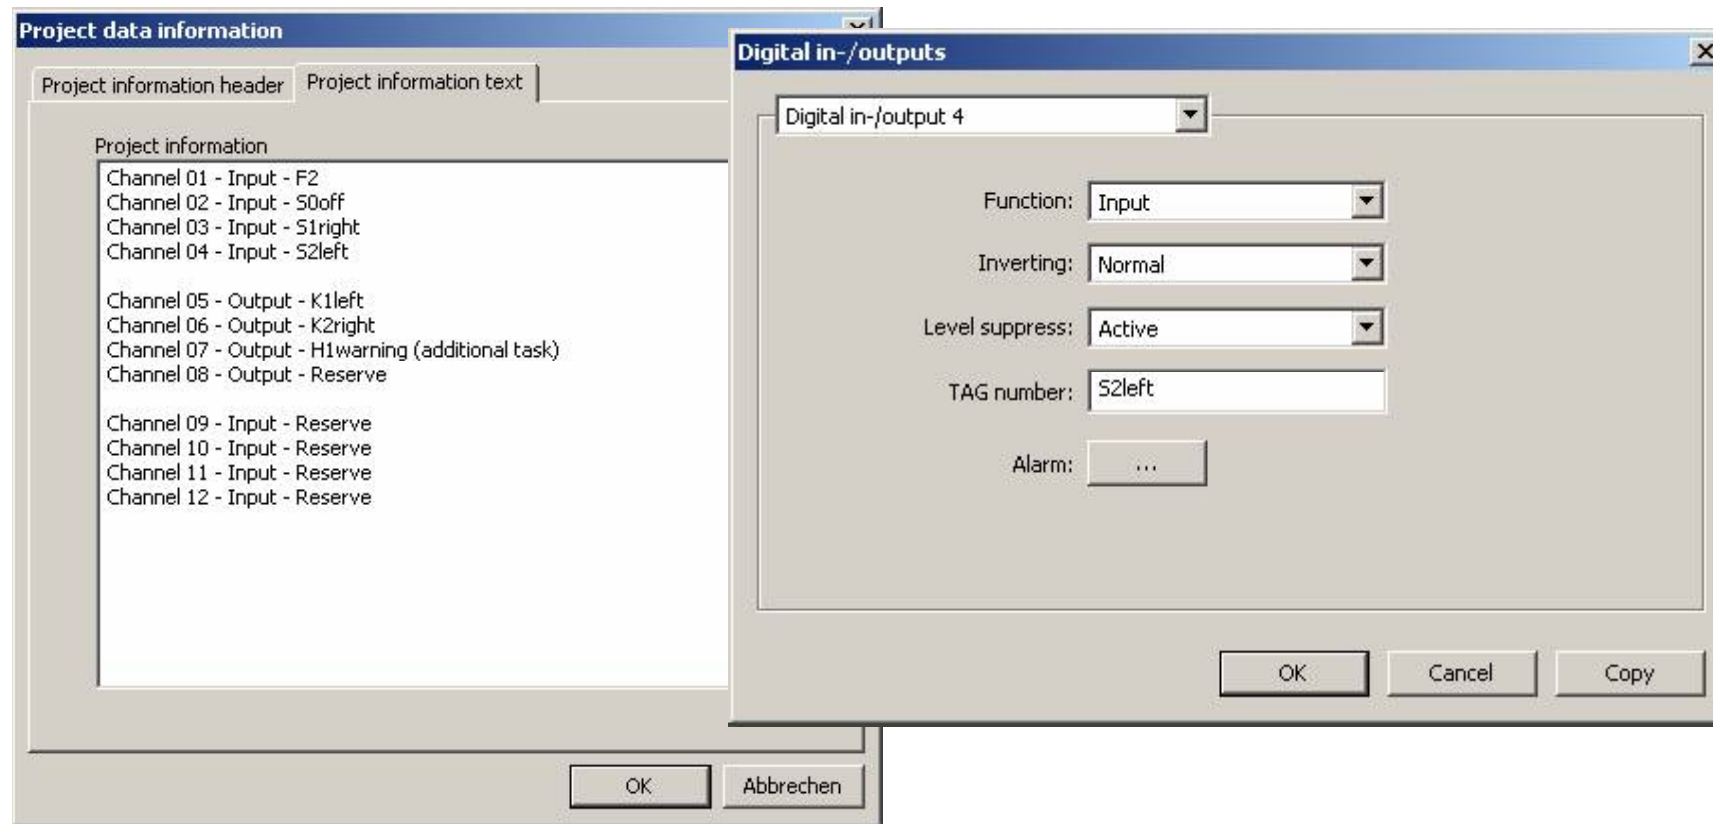 Project data information
Project information header
Project information text
Project information
Channel 01 - Input - F2
Channel 02 - Input - S0off
Channel 03 - Input - S1right
Channel 04 - Input - S2left
Channel 05 - Output - K1left
Channel 06 - Output - K2right
Channel 07 - Output - H1warning (additional task)
Channel 08 - Output - Reserve
Channel 09 - Input - Reserve
Channel 10 - Input - Reserve
Channel 11 - Input - Reserve
Channel 12 - Input - Reserve
OK
Abbrechen
Digital in-/outputs
Digital in-/output 4
Function: Input
Inverting: Normal
Level suppress: Active
TAG number: S2left
Alarm: ...
OK
Cancel
Copy